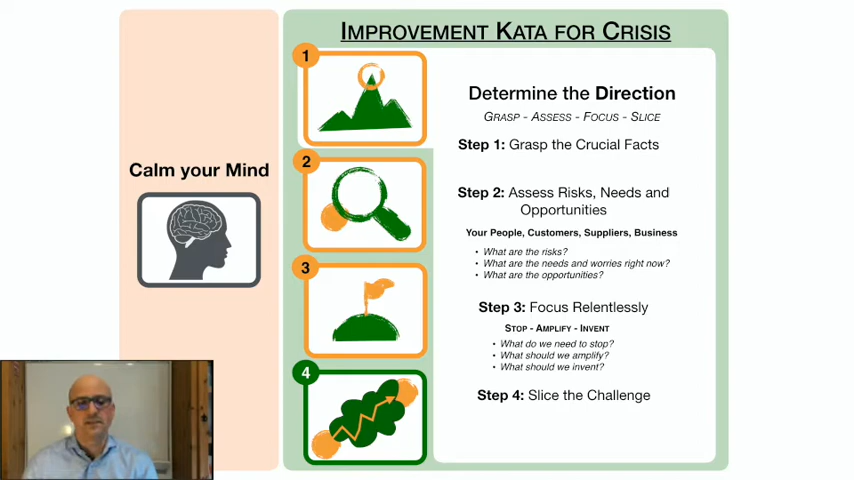 IMPROVEMENT KATA FOR CRISIS
Calm your Mind
1
2
3
4
Determine the Direction
GRASP - ASSESS - FOCUS - SLICE
Step 1: Grasp the Crucial Facts
Step 2: Assess Risks, Needs and
Opportunities
Your People, Customers, Suppliers, Business
• What are the risks?
• What are the needs and worries right now?
• What are the opportunities?
Step 3: Focus Relentlessly
STOP - AMPLIFY - INVENT
• What do we need to stop?
• What should we amplify?
• What should we invent?
Step 4: Slice the Challenge